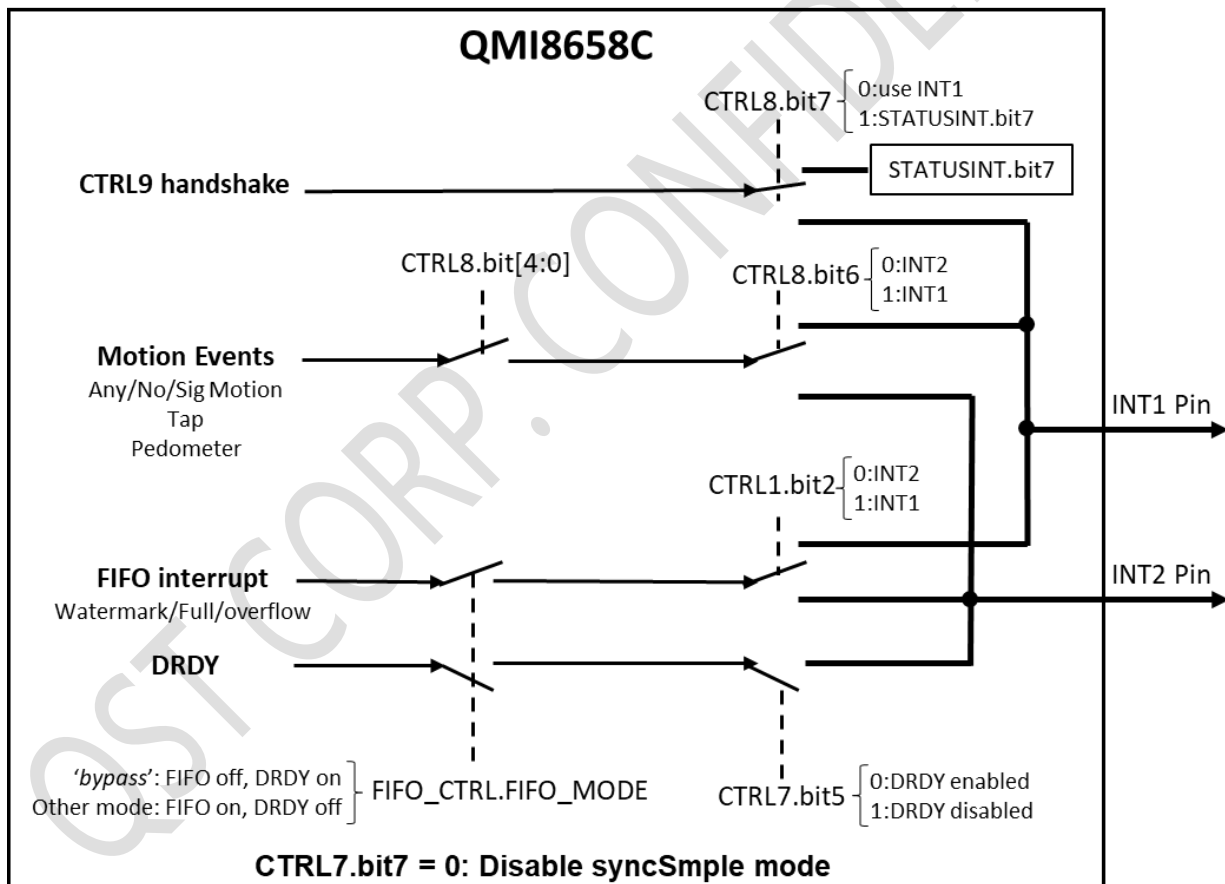 QMI8658C
CTRL8.bit7
0:use INT1
1:STATUSINT.bit7
CTRL9 handshake
STATUSINT.bit7
CTRL8.bit[4:0]
CTRL8.bit6
0:INT2
1:INT1
Motion Events
Any/No/Sig Motion
Tap
Pedometer
INT1 Pin
CTRL1.bit2
0:INT2
1:INT1
FIFO interrupt
Watermark/Full/overflow
INT2 Pin
DRDY
‘bypass’: FIFO off, DRDY on
Other mode: FIFO on, DRDY off
FIFO_CTRL.FIFO_MODE
CTRL7.bit5
0:DRDY enabled
1:DRDY disabled
CTRL7.bit7 = 0: Disable syncSmple mode
QST CORP. CONFIDE